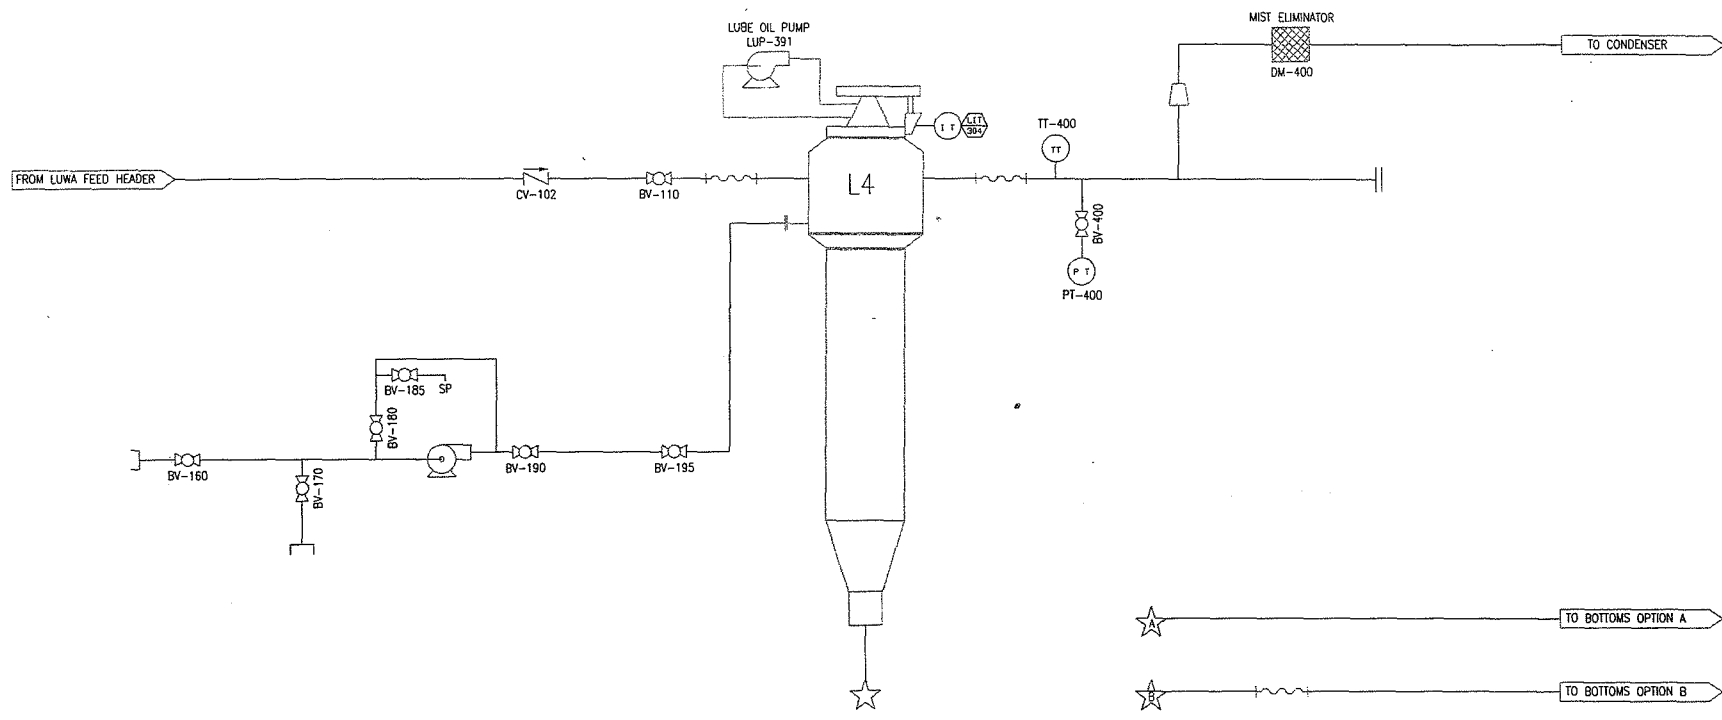 MIST ELIMINATOR
LUBE OIL PUMP
LUP-391
TO CONDENSER
DM-400
I T
LIT
304
TT-400
TT
FROM LUWA FEED HEADER
CV-102
BV-110
L4
BV-400
P T
PT-400
BV-185
SP
BV-180
BV-160
BV-170
BV-190
BV-195
A
TO BOTTOMS OPTION A
B
TO BOTTOMS OPTION B